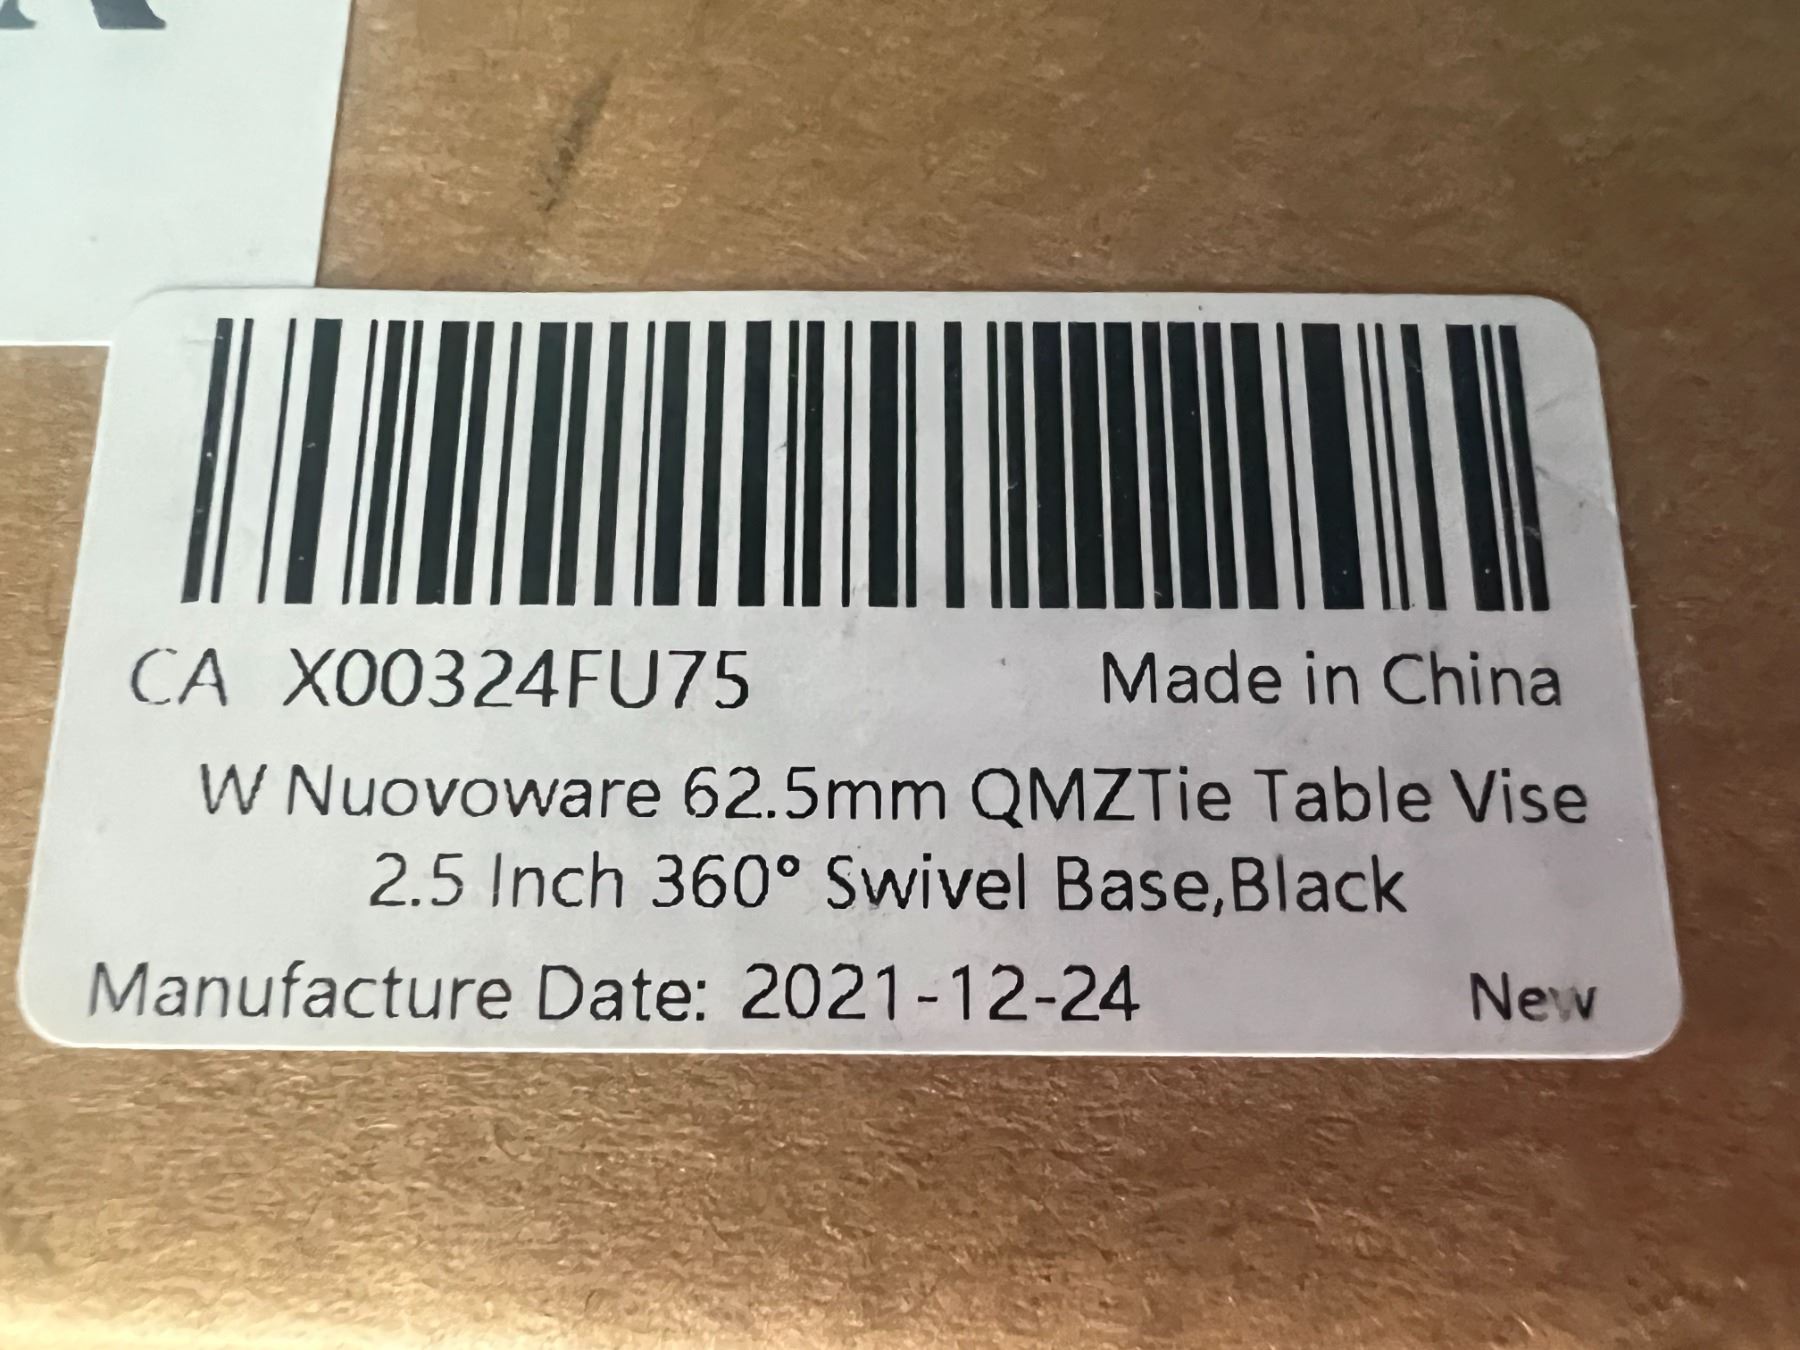 CA X00324FU75 Made in China
W Nuovoware 62.5mm QMZTie Table Vise
2.5 Inch 360° Swivel Base,Black
Manufacture Date: 2021-12-24 New